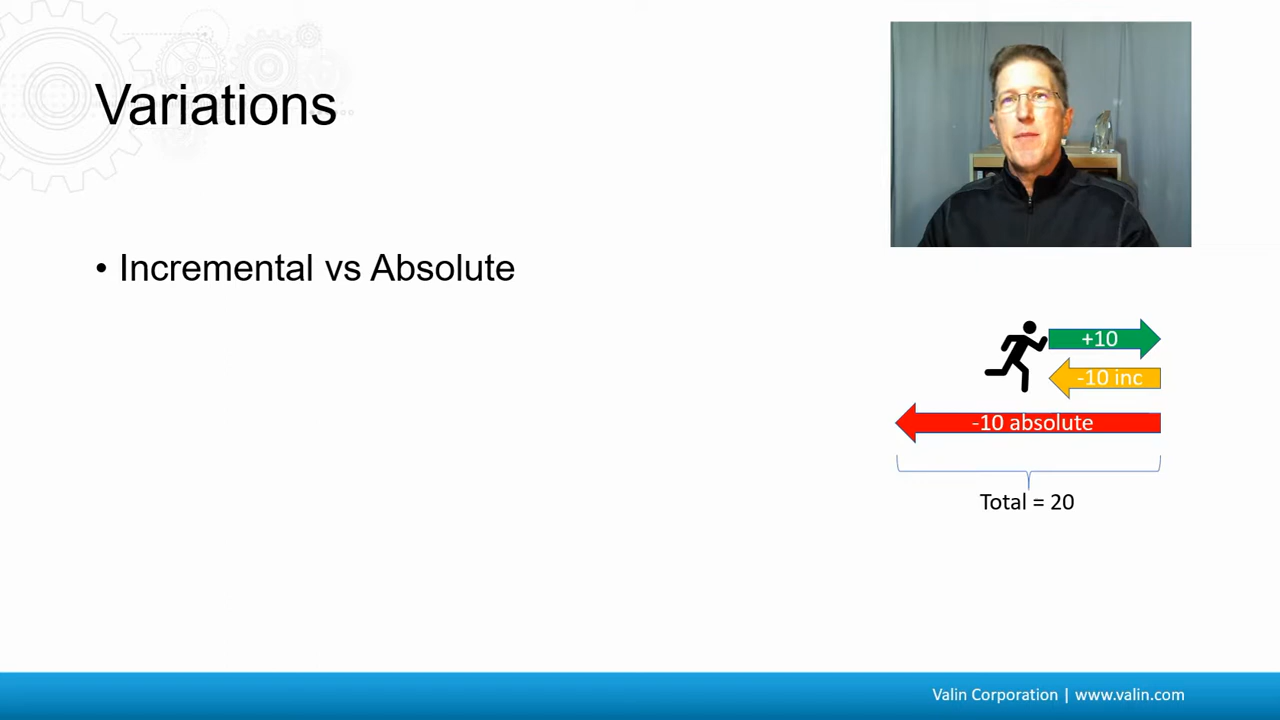 Variations
• Incremental vs Absolute
+10
-10 inc
-10 absolute
Total = 20
Valin Corporation | www.valin.com